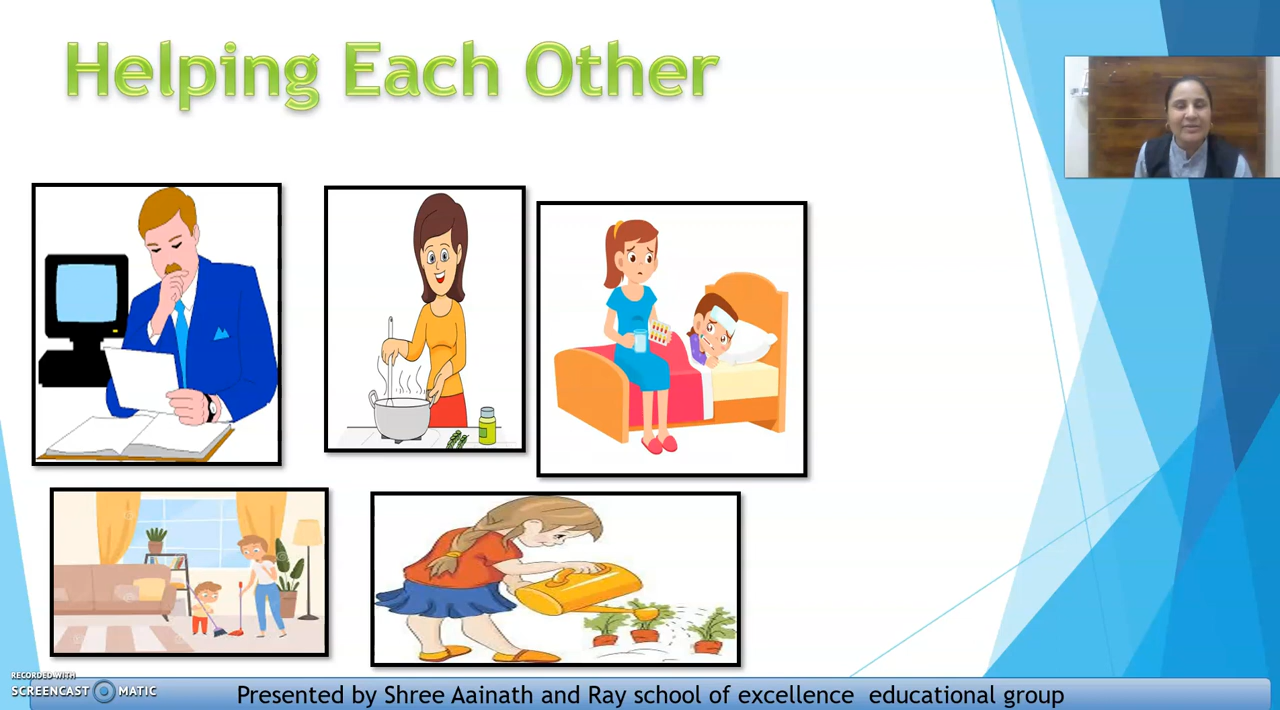 Helping Each Other
RECORDED WITH
SCREENCAST MATIC
Presented by Shree Aainath and Ray school of excellence educational group